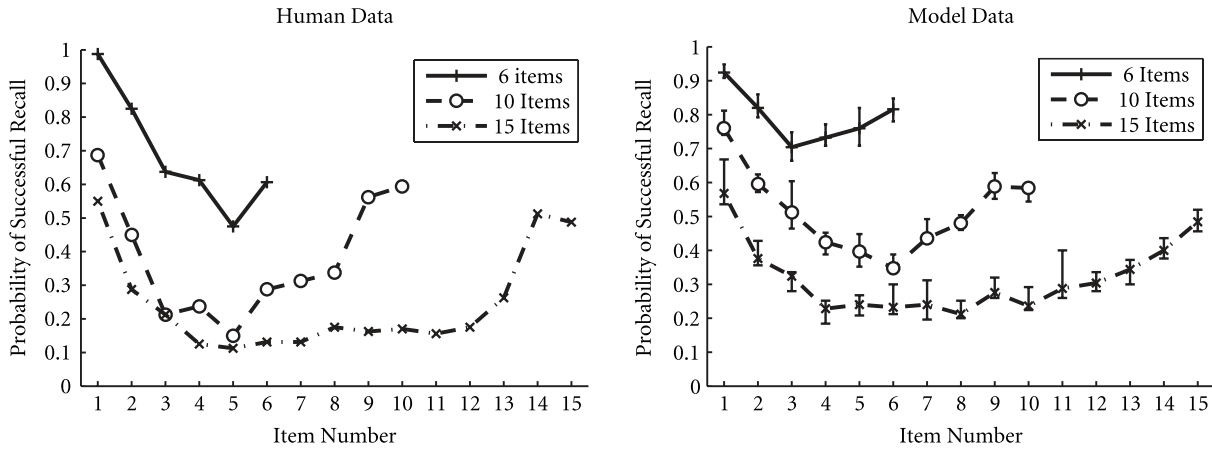 Human Data
Probability of Successful Recall
1
0.9
0.8
0.7
0.6
0.5
0.4
0.3
0.2
0.1
0
6 items
10 Items
15 Items
1 2 3 4 5 6 7 8 9 10 11 12 13 14 15
Item Number
Model Data
Probability of Successful Recall
1
0.9
0.8
0.7
0.6
0.5
0.4
0.3
0.2
0.1
0
6 Items
10 Items
15 Items
1 2 3 4 5 6 7 8 9 10 11 12 13 14 15
Item Number